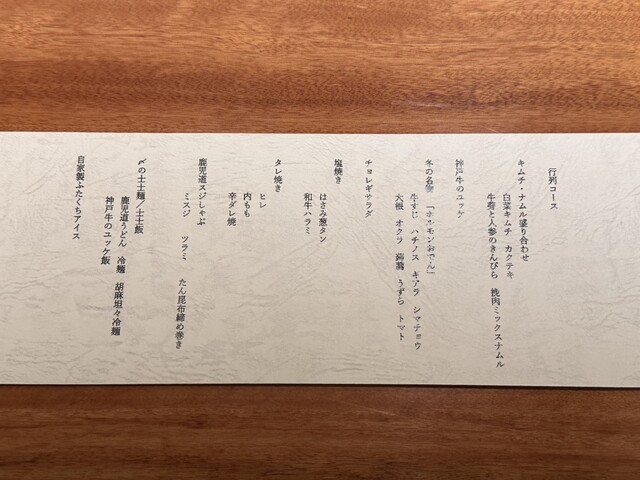 行列コース
キムチ・ナムル盛り合わせ
白菜キムチ カクテキ
牛蒡と人参のきんぴら 挽肉ミックスナムル
神戸牛のユッケ
冬の名物 「ホルモンおでん」
牛すじ ハチノス ギアラ シマチョウ
大根 オクラ 蒟蒻 うずら トマト
チョレギサラダ
塩焼き
はさみ葱タン
和牛ハラミ
タレ焼き
ヒレ
内もも
辛ダレ焼
鹿児道スジしゃぶ
ミスジ ツラミ たん昆布締め巻き
〆の士士麺／士士飯
鹿児道うどん 冷麺 胡麻坦々冷麺
神戸牛のユッケ飯
自家製ふたくちアイス